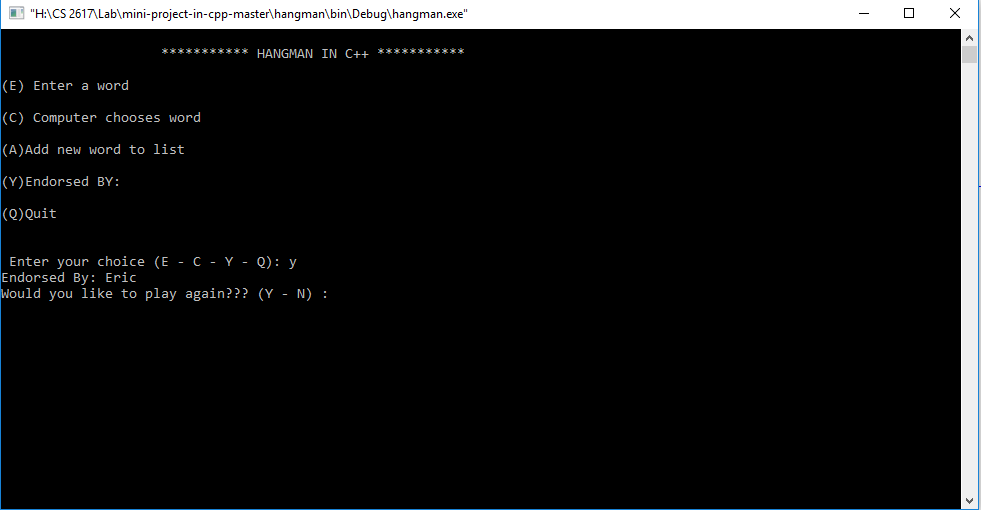 "H:\CS 2617\Lab\mini-project-in-cpp-master\hangman\bin\Debug\hangman.exe"
*********** HANGMAN IN C++ ***********
(E) Enter a word
(C) Computer chooses word
(A)Add new word to list
(Y)Endorsed BY:
(Q)Quit
Enter your choice (E - C - Y - Q): y
Endorsed By: Eric
Would you like to play again??? (Y - N) :